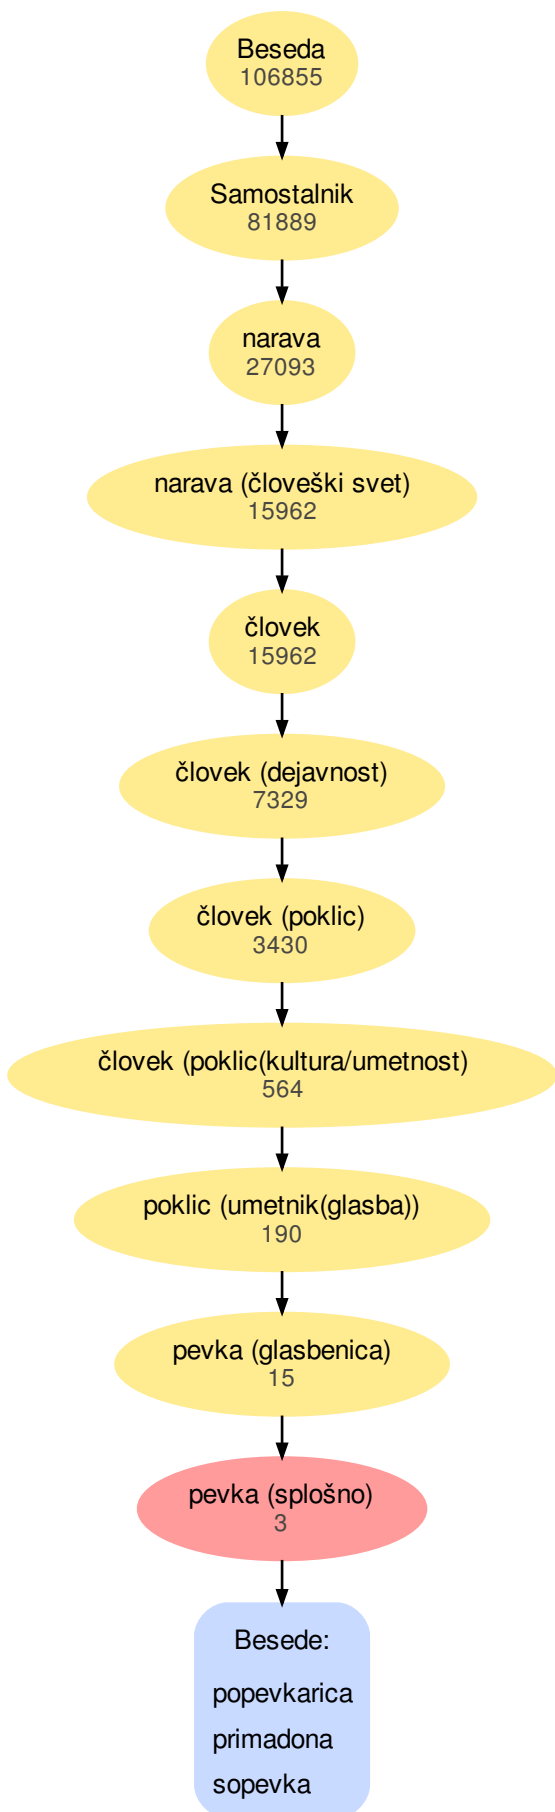 Beseda
106855
Samostalnik
81889
narava
27093
narava (človeški svet)
15962
človek
15962
človek (dejavnost)
7329
človek (poklic)
3430
človek (poklic(kultura/umetnost)
564
poklic (umetnik(glasba))
190
pevka (glasbenica)
15
pevka (splošno)
3
Besede:
popevkarica
primadona
sopevka